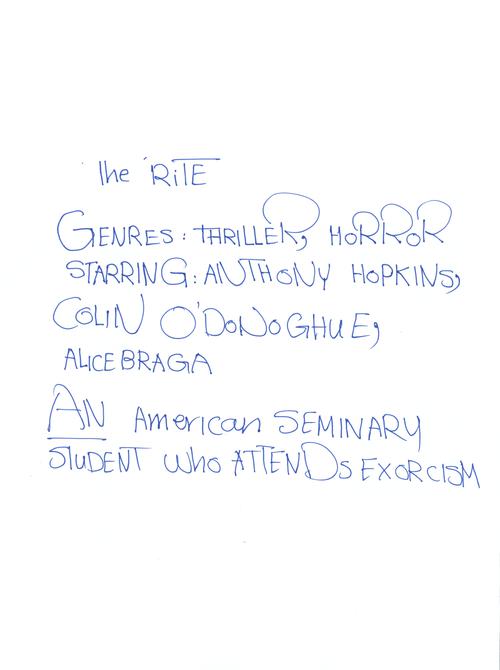 The RiTE
GENRES: THRILLER, HoRRoR
STARRING: ANTHoNY HOPKINS,
COLIN O'DoNoGHUE,
ALICE BRAGA
AN American SEMINARY
STUDENT who ATTENDS EXORCISM